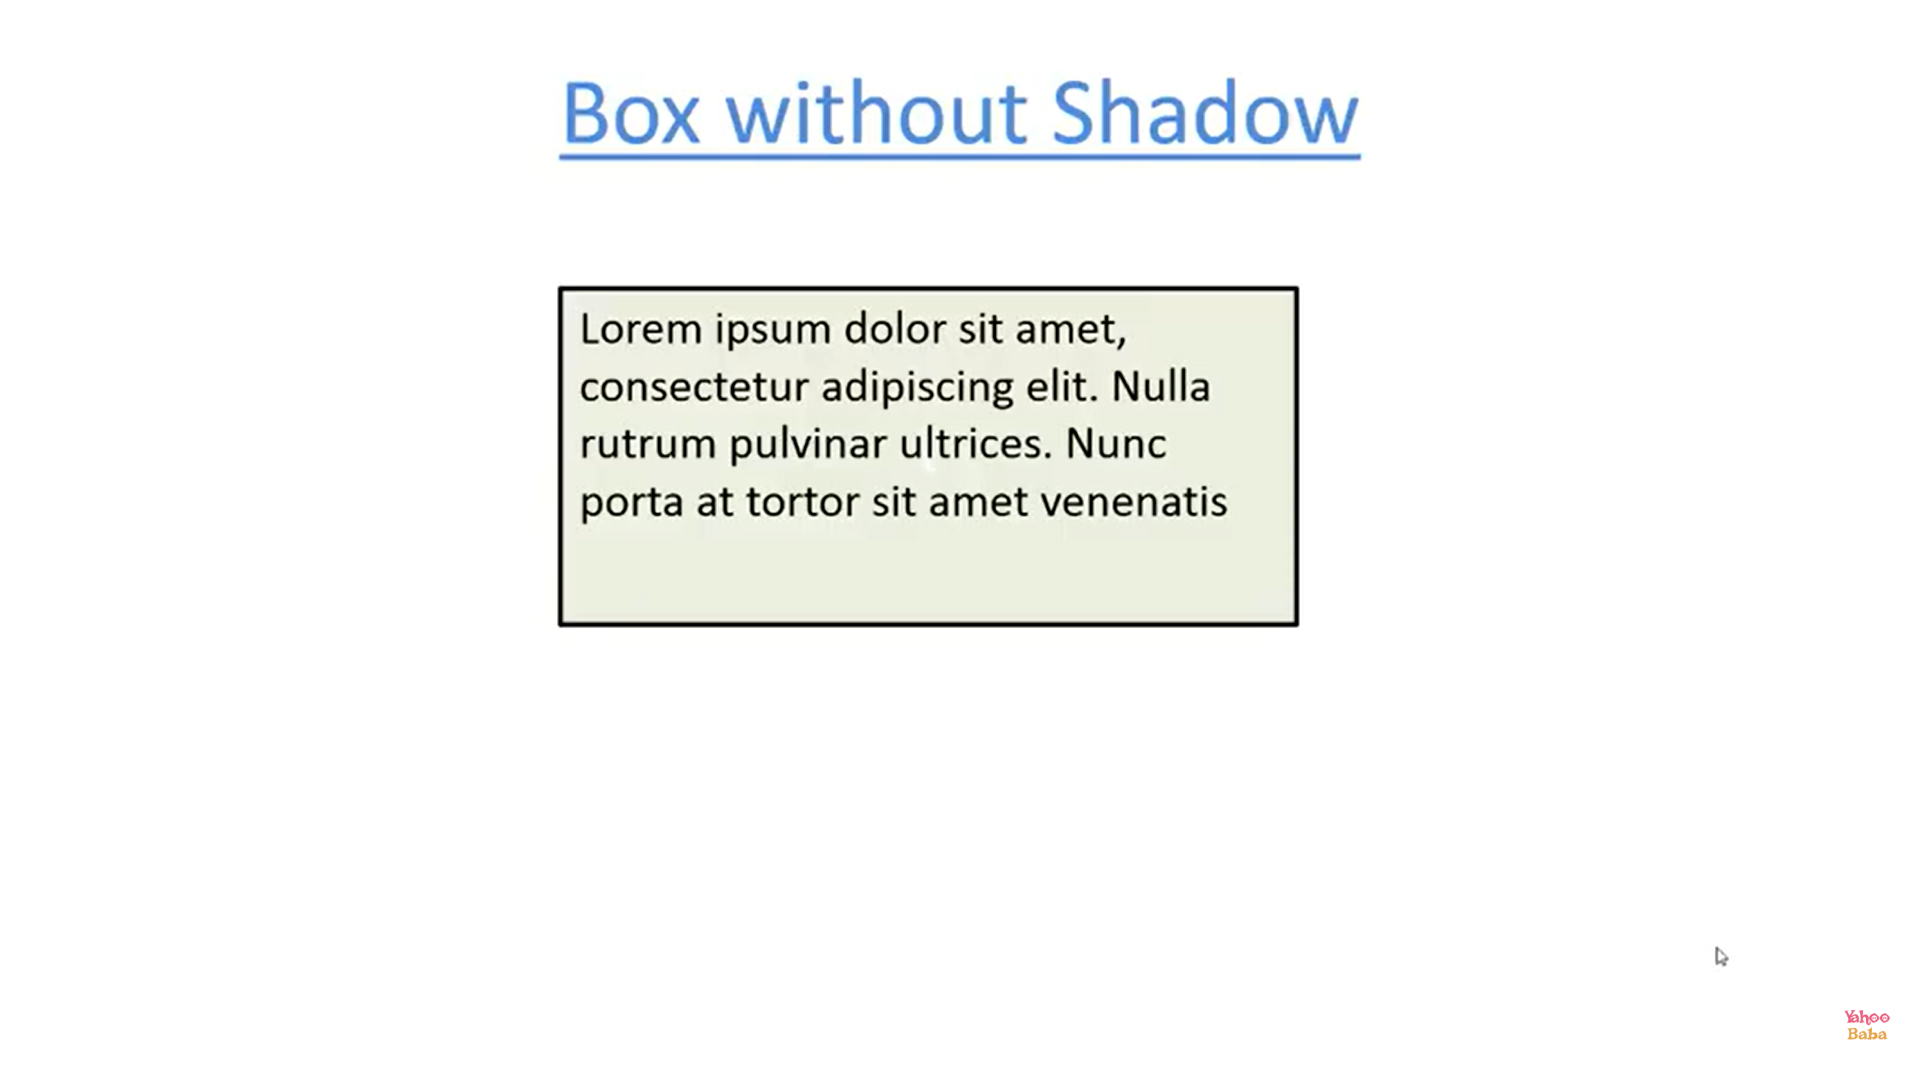 Box without Shadow
Lorem ipsum dolor sit amet,
consectetur adipiscing elit. Nulla
rutrum pulvinar ultrices. Nunc
porta at tortor sit amet venenatis
Yahoo
Baba